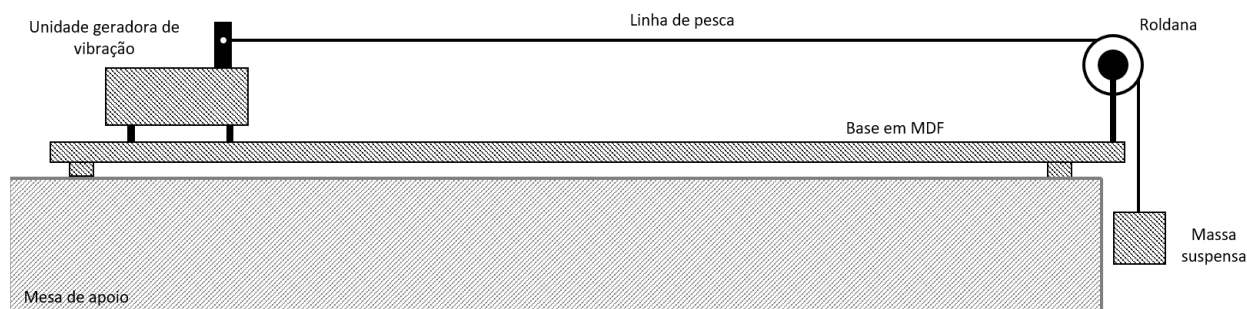 Unidade geradora de
vibração
Linha de pesca
Roldana
Base em MDF
Massa
suspensa
Mesa de apoio